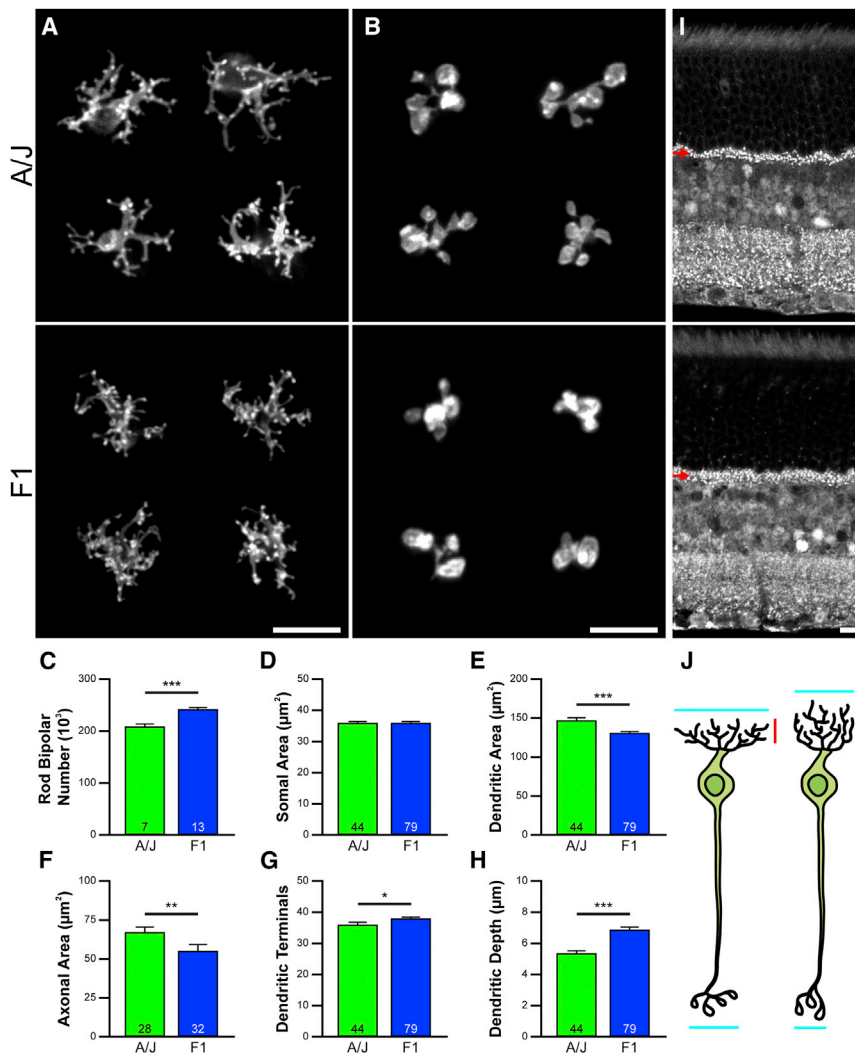 A
B
I
A/J
F1
C
Rod Bipolar
Number (10³)
300
200
100
0
***
7
13
A/J
F1
D
Somal Area (μm²)
50
40
30
20
10
0
44
79
A/J
F1
E
Dendritic Area (μm²)
200
150
100
50
0
***
44
79
A/J
F1
J
F
Axonal Area (μm²)
100
75
50
25
0
**
28
32
A/J
F1
G
Dendritic Terminals
50
40
30
20
10
0
*
44
79
A/J
F1
H
Dendritic Depth (μm)
10
8
6
4
2
0
***
44
79
A/J
F1